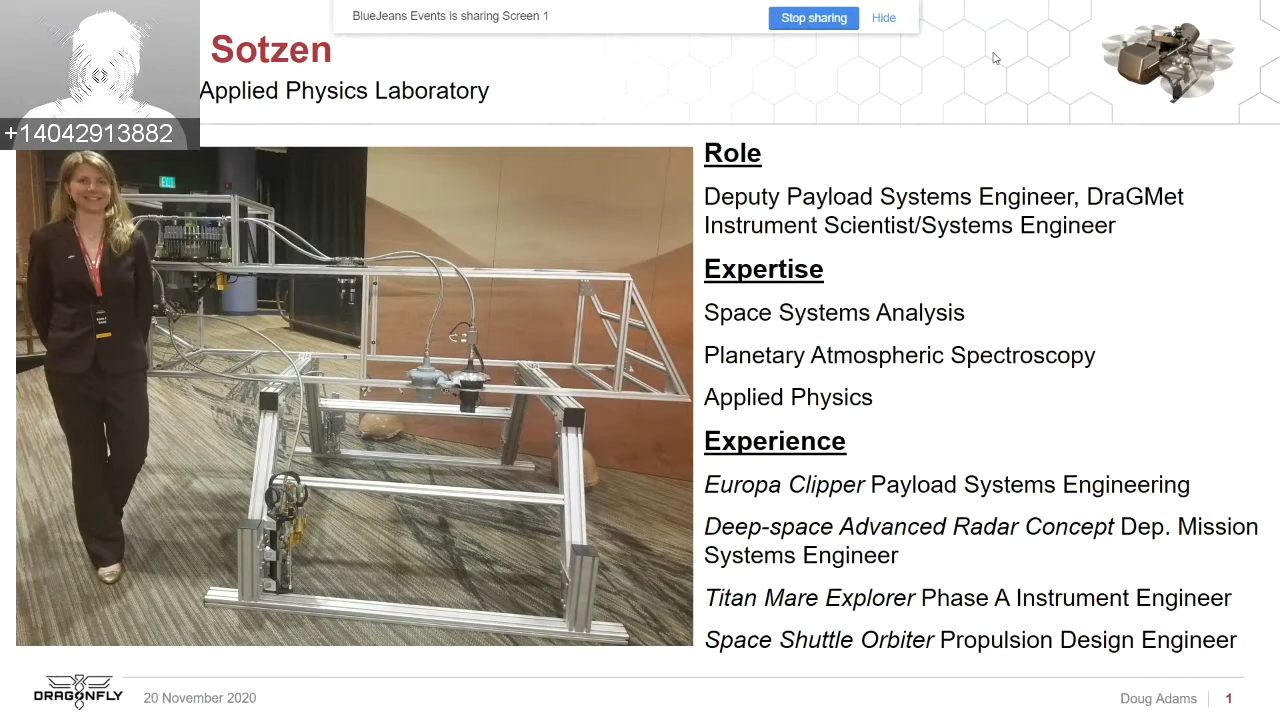 BlueJeans Events is sharing Screen 1
Stop sharing
Hide
Sotzen
Applied Physics Laboratory
+14042913882
Role
Deputy Payload Systems Engineer, DraGMet
Instrument Scientist/Systems Engineer
Expertise
Space Systems Analysis
Planetary Atmospheric Spectroscopy
Applied Physics
Experience
Europa Clipper Payload Systems Engineering
Deep-space Advanced Radar Concept Dep. Mission
Systems Engineer
Titan Mare Explorer Phase A Instrument Engineer
Space Shuttle Orbiter Propulsion Design Engineer
EXIT
DRAGONFLY
20 November 2020
Doug Adams
1